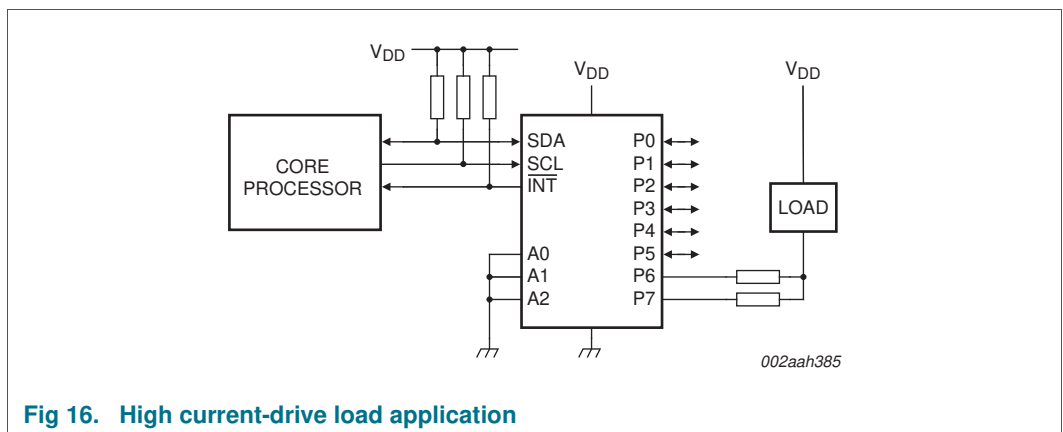 VDD
VDD
VDD
CORE
PROCESSOR
SDA
SCL
INT
A0
A1
A2
P0
P1
P2
P3
P4
P5
P6
P7
LOAD
002aah385
Fig 16. High current-drive load application